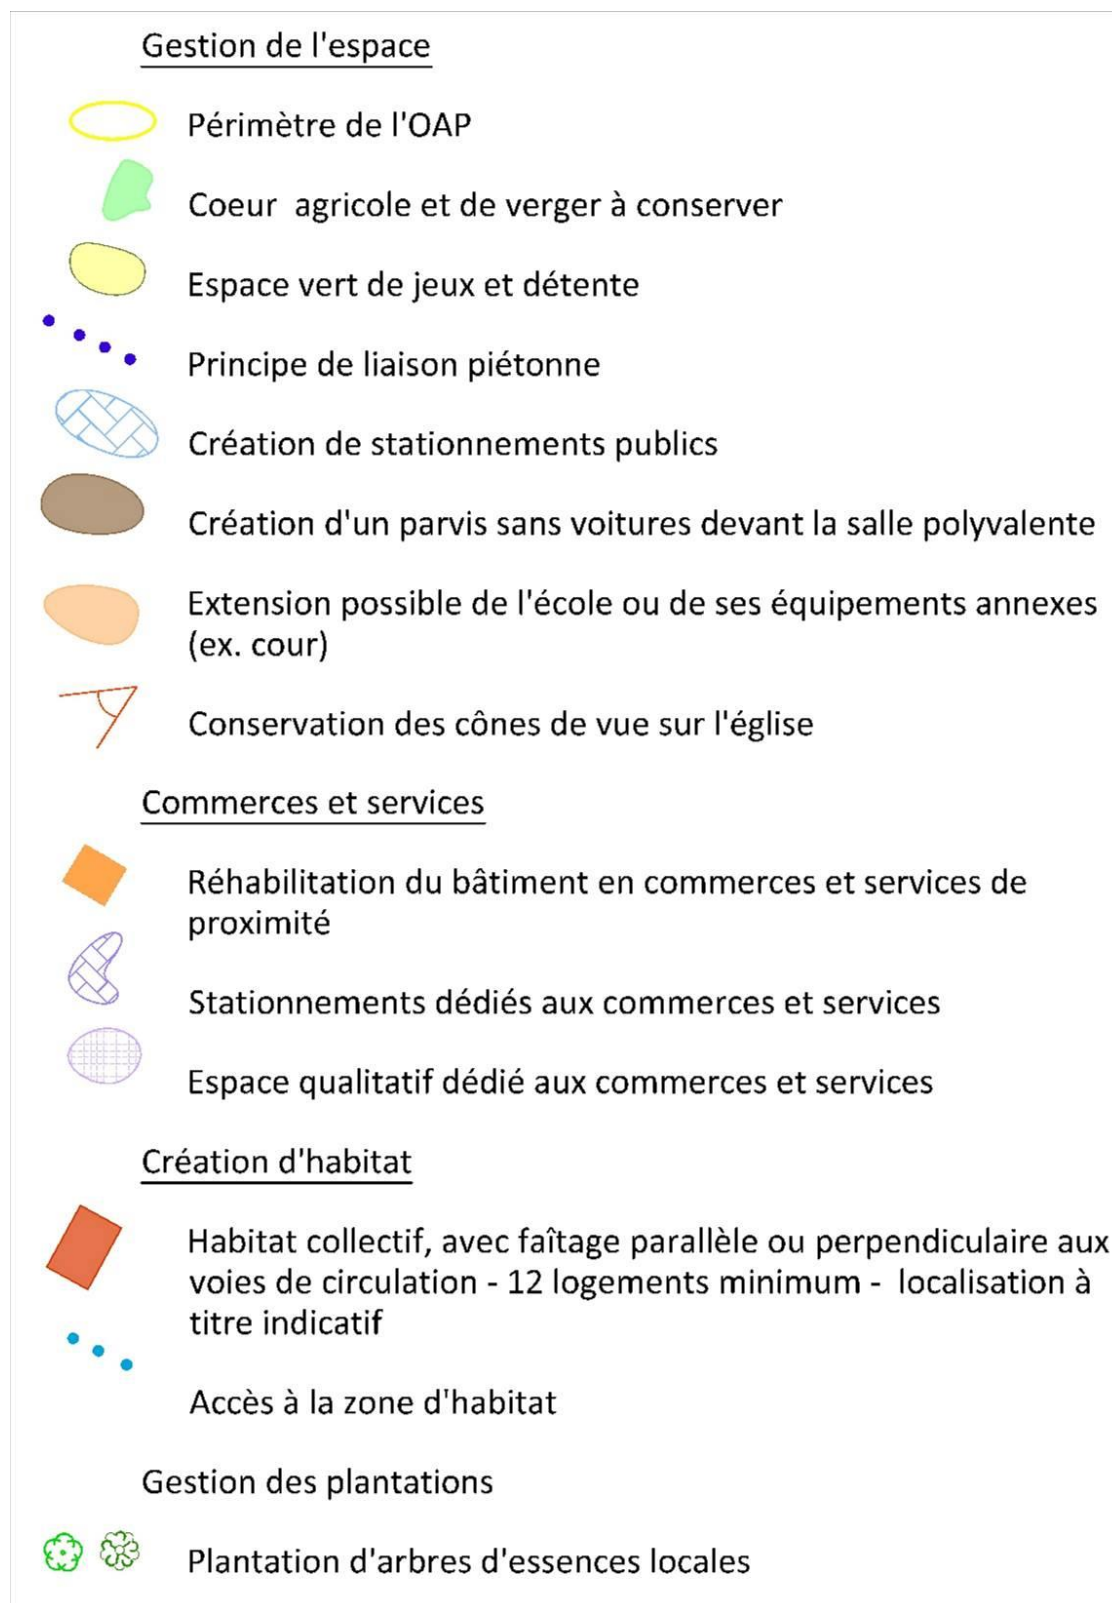 Gestion de l'espace
Périmètre de l'OAP
Coeur agricole et de verger à conserver
Espace vert de jeux et détente
Principe de liaison piétonne
Création de stationnements publics
Création d'un parvis sans voitures devant la salle polyvalente
Extension possible de l'école ou de ses équipements annexes
(ex. cour)
Conservation des cônes de vue sur l'église
Commerces et services
Réhabilitation du bâtiment en commerces et services de
proximité
Stationnements dédiés aux commerces et services
Espace qualitatif dédié aux commerces et services
Création d'habitat
Habitat collectif, avec faîtage parallèle ou perpendiculaire aux
voies de circulation - 12 logements minimum - localisation à
titre indicatif
Accès à la zone d'habitat
Gestion des plantations
Plantation d'arbres d'essences locales